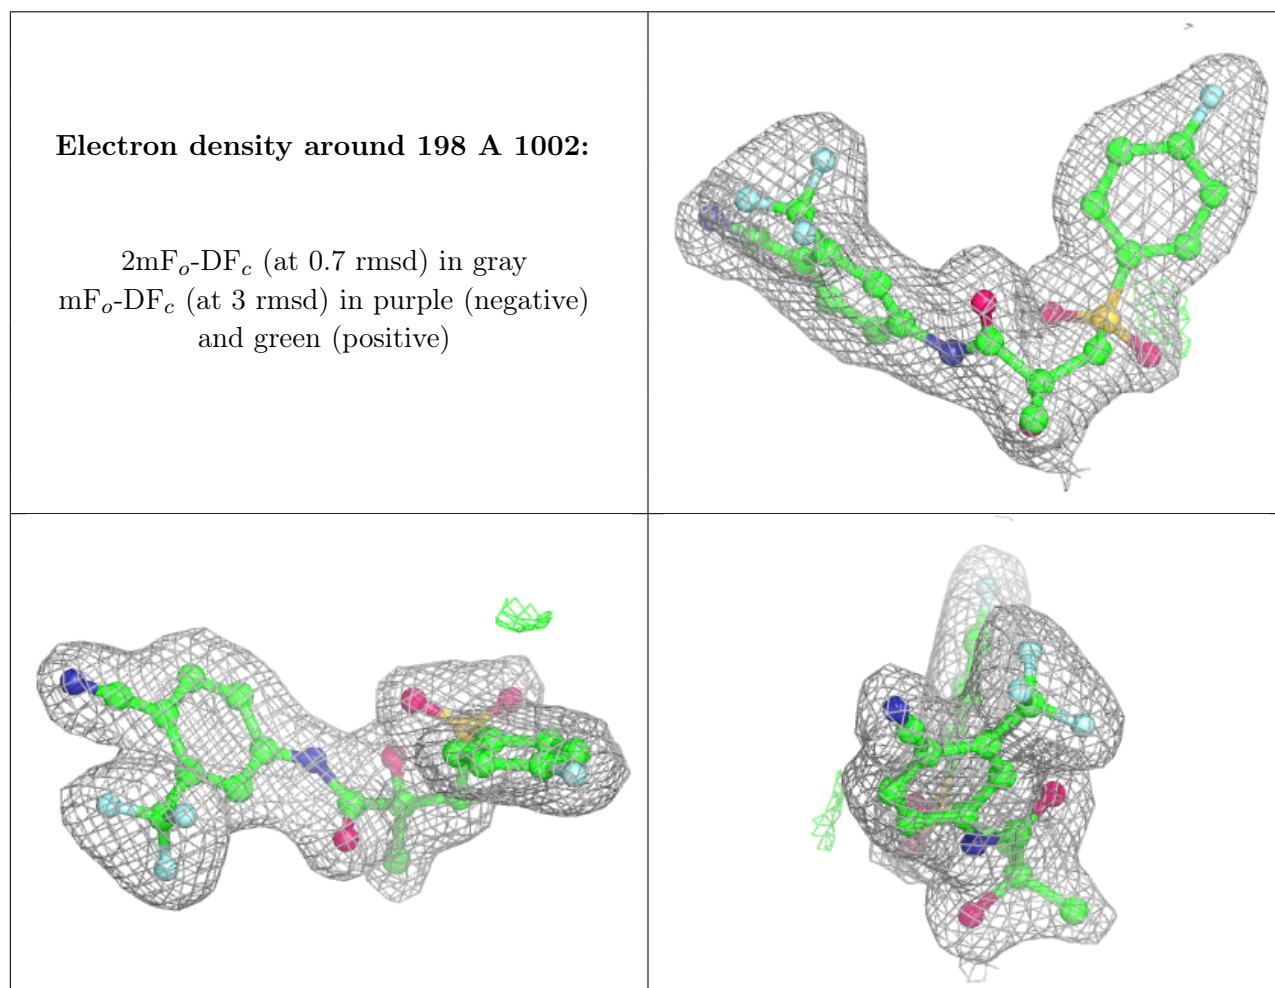 Electron density around 198 A 1002:
2mFo-DFc (at 0.7 rmsd) in gray
mFo-DFc (at 3 rmsd) in purple (negative)
and green (positive)